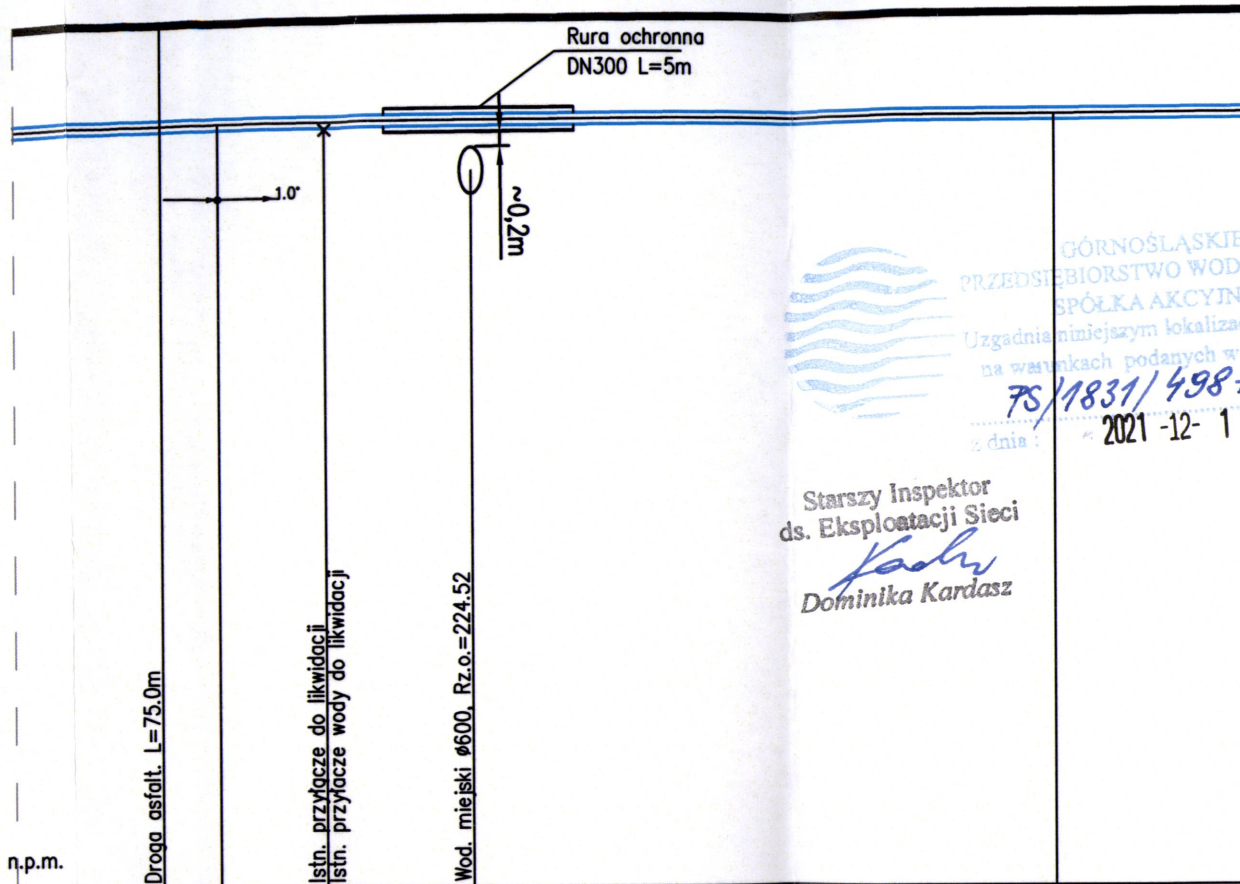 Rura ochronna
DN300 L=5m
1.0°
~0,2m
GÓRNOŚLĄSKIE
PRZEDSIĘBIORSTWO WOD
SPÓŁKA AKCYJN
Uzgadnia niniejszym lokaliza
na warunkach podanych w
75/1831/498
z dnia : 2021 -12- 1
Starszy Inspektor
ds. Eksploatacji Sieci
Dominika Kardasz
Droga asfalt. L=75.0m
Istn. przyłącze do likwidacji
Istn. przyłacze wody do likwidacji
Wod. miejski ø600, Rz.o.=224.52
n.p.m.